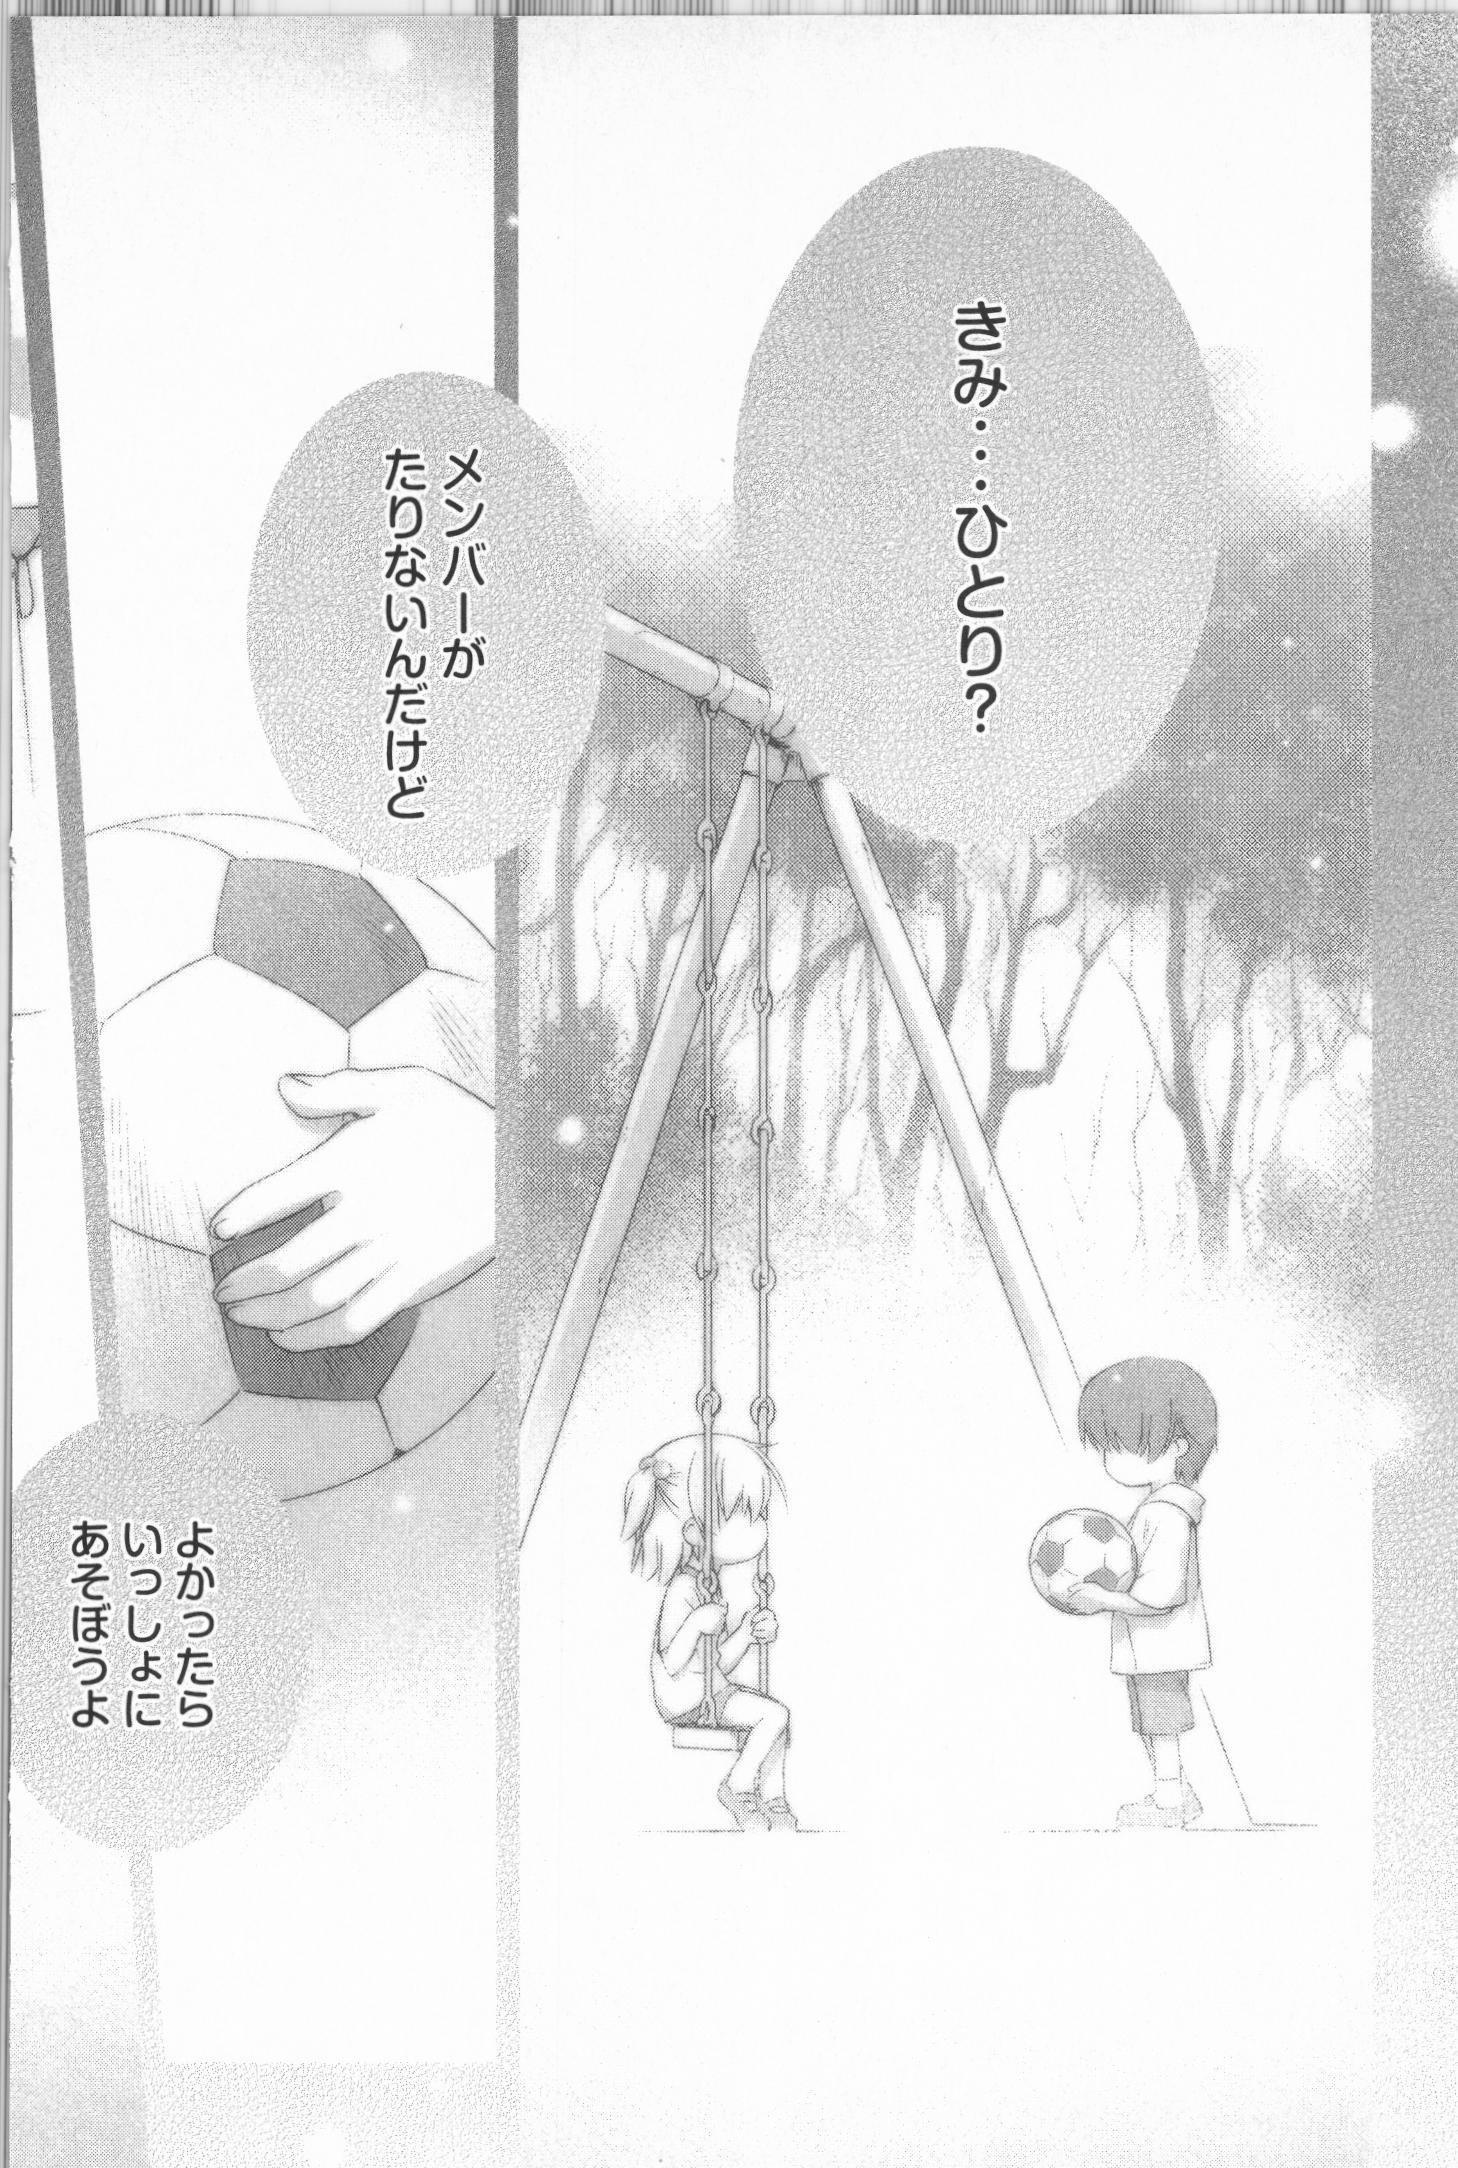 きみ…ひとり？
メンバーが
たりないんだけど
よかったら
いっしょに
あそぼうよ